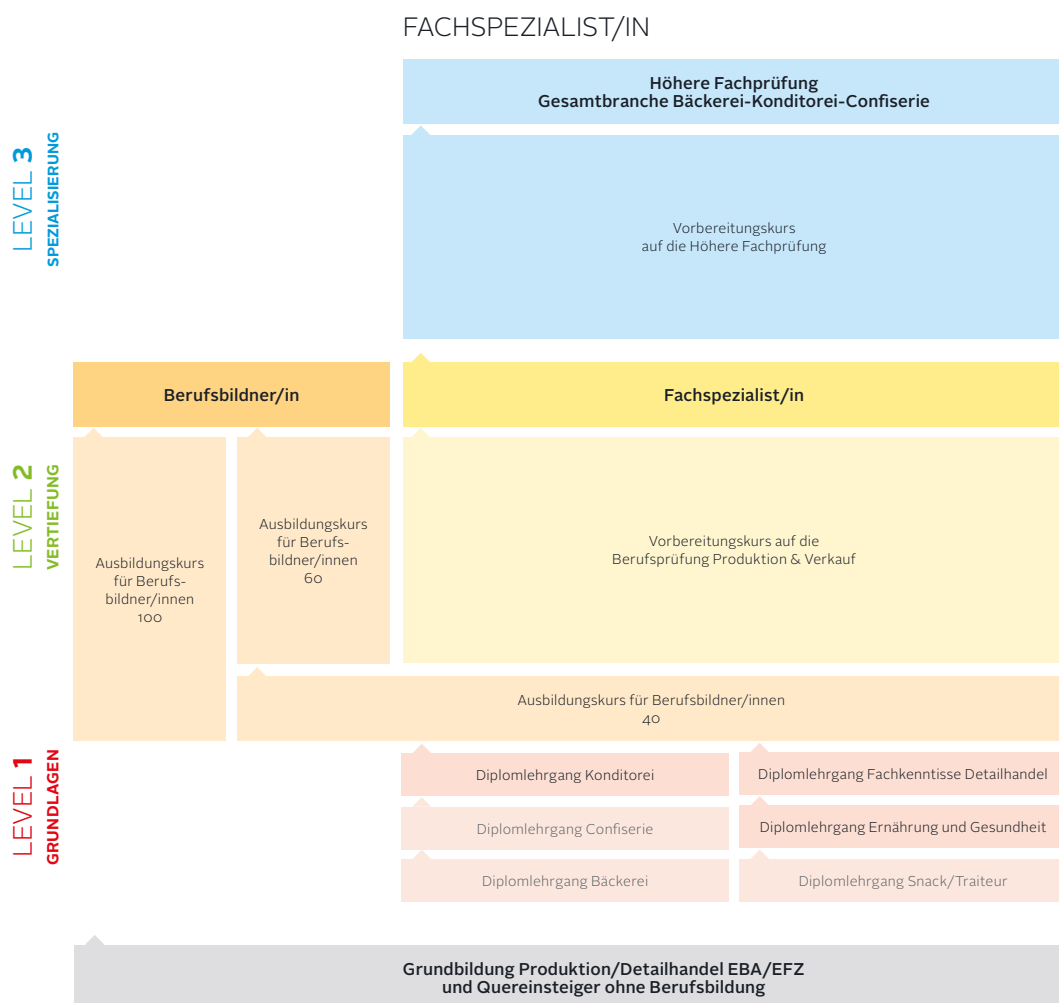 FACHSPEZIALIST/IN
Höhere Fachprüfung
Gesamtbranche Bäckerei-Konditorei-Confiserie
LEVEL 3
SPEZIALISIERUNG
Vorbereitungskurs
auf die Höhere Fachprüfung
Berufsbildner/in
Fachspezialist/in
LEVEL 2
VERTIEFUNG
Ausbildungskurs
für Berufs-
bildner/innen
100
Ausbildungskurs
für Berufs-
bildner/innen
60
Vorbereitungskurs auf die
Berufsprüfung Produktion & Verkauf
Ausbildungskurs für Berufsbildner/innen
40
LEVEL 1
GRUNDLAGEN
Diplomlehrgang Konditorei
Diplomlehrgang Fachkenntisse Detailhandel
Diplomlehrgang Confiserie
Diplomlehrgang Ernährung und Gesundheit
Diplomlehrgang Bäckerei
Diplomlehrgang Snack/Traiteur
Grundbildung Produktion/Detailhandel EBA/EFZ
und Quereinsteiger ohne Berufsbildung